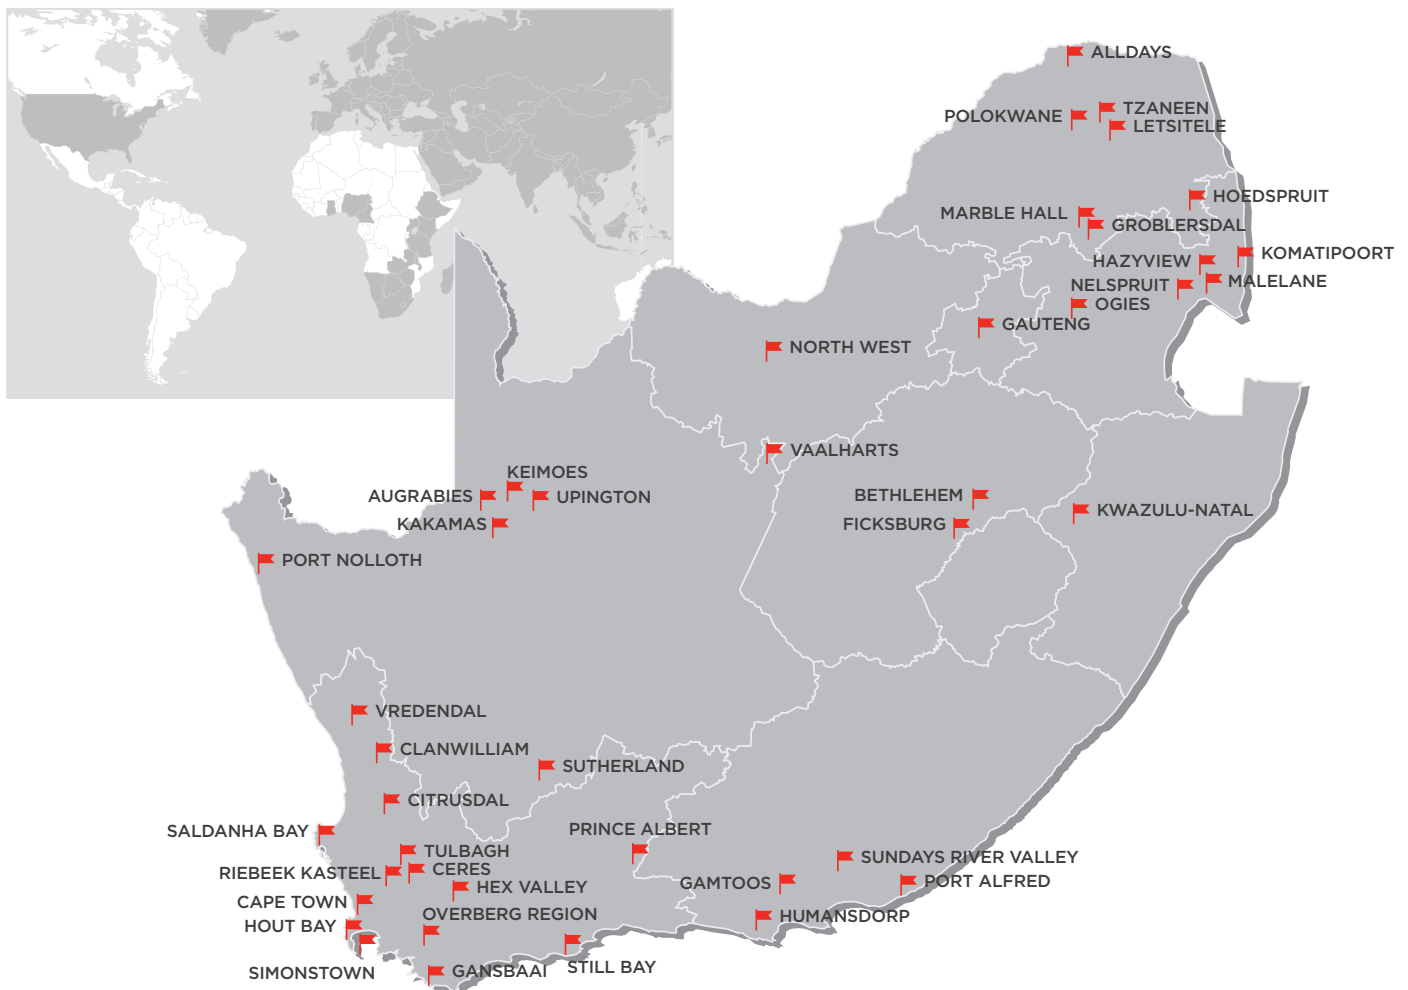 ALLDAYS
TZANEEN
POLOKWANE
LETSITELE
HOEDSPRUIT
MARBLE HALL
GROBLERSDAL
KOMATIPOORT
HAZYVIEW
MALELANE
NELSPRUIT
OGIES
GAUTENG
NORTH WEST
VAALHARTS
KEIMOES
AUGRABIES
UPINGTON
BETHLEHEM
KWAZULU-NATAL
KAKAMAS
FICKSBURG
PORT NOLLOTH
VREDENDAL
CLANWILLIAM
SUTHERLAND
CITRUSDAL
SALDANHA BAY
PRINCE ALBERT
TULBAGH
SUNDAYS RIVER VALLEY
RIEBEEK KASTEEL
CERES
GAMTOOS
PORT ALFRED
HEX VALLEY
CAPE TOWN
OVERBERG REGION
HUMANSDORP
HOUT BAY
STILL BAY
SIMONSTOWN
GANSBAAI